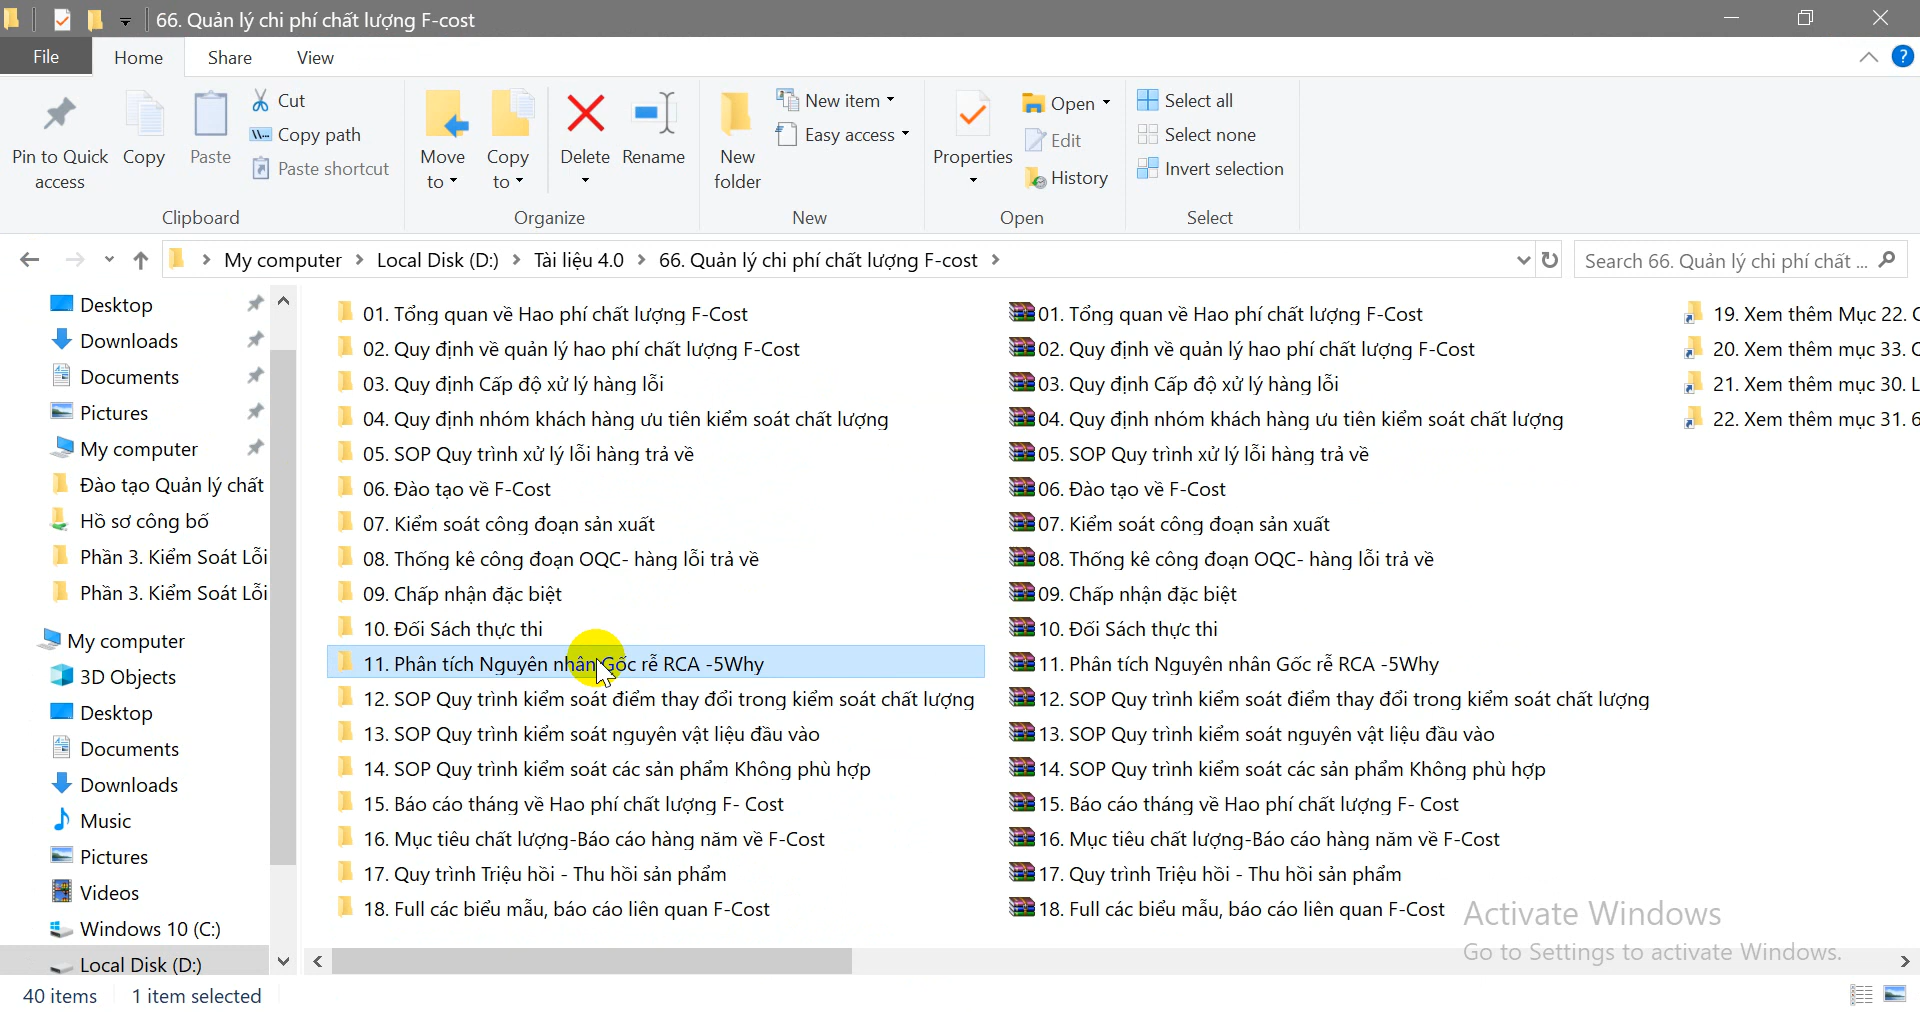 66. Quản lý chi phí chất lượng F-cost
File
Home
Share
View
Pin to Quick access
Copy
Paste
Cut
Copy path
Paste shortcut
Clipboard
Move to
Copy to
Delete
Rename
Organize
New folder
New item
Easy access
New
Properties
Open
Edit
History
Open
Select all
Select none
Invert selection
Select
My computer
Local Disk (D:)
Tài liệu 4.0
66. Quản lý chi phí chất lượng F-cost
Search 66. Quản lý chi phí chất ...
Desktop
Downloads
Documents
Pictures
My computer
Đào tạo Quản lý chất
Hồ sơ công bố
Phần 3. Kiểm Soát Lỗi
Phần 3. Kiểm Soát Lỗi
My computer
3D Objects
Desktop
Documents
Downloads
Music
Pictures
Videos
Windows 10 (C:)
Local Disk (D:)
01. Tổng quan về Hao phí chất lượng F-Cost
02. Quy định về quản lý hao phí chất lượng F-Cost
03. Quy định Cấp độ xử lý hàng lỗi
04. Quy định nhóm khách hàng ưu tiên kiểm soát chất lượng
05. SOP Quy trình xử lý lỗi hàng trả về
06. Đào tạo về F-Cost
07. Kiểm soát công đoạn sản xuất
08. Thống kê công đoạn OQC- hàng lỗi trả về
09. Chấp nhận đặc biệt
10. Đối Sách thực thi
11. Phân tích Nguyên nhân Gốc rễ RCA -5Why
12. SOP Quy trình kiểm soát điểm thay đổi trong kiểm soát chất lượng
13. SOP Quy trình kiểm soát nguyên vật liệu đầu vào
14. SOP Quy trình kiểm soát các sản phẩm Không phù hợp
15. Báo cáo tháng về Hao phí chất lượng F- Cost
16. Mục tiêu chất lượng-Báo cáo hàng năm về F-Cost
17. Quy trình Triệu hồi - Thu hồi sản phẩm
18. Full các biểu mẫu, báo cáo liên quan F-Cost
01. Tổng quan về Hao phí chất lượng F-Cost
02. Quy định về quản lý hao phí chất lượng F-Cost
03. Quy định Cấp độ xử lý hàng lỗi
04. Quy định nhóm khách hàng ưu tiên kiểm soát chất lượng
05. SOP Quy trình xử lý lỗi hàng trả về
06. Đào tạo về F-Cost
07. Kiểm soát công đoạn sản xuất
08. Thống kê công đoạn OQC- hàng lỗi trả về
09. Chấp nhận đặc biệt
10. Đối Sách thực thi
11. Phân tích Nguyên nhân Gốc rễ RCA -5Why
12. SOP Quy trình kiểm soát điểm thay đổi trong kiểm soát chất lượng
13. SOP Quy trình kiểm soát nguyên vật liệu đầu vào
14. SOP Quy trình kiểm soát các sản phẩm Không phù hợp
15. Báo cáo tháng về Hao phí chất lượng F- Cost
16. Mục tiêu chất lượng-Báo cáo hàng năm về F-Cost
17. Quy trình Triệu hồi - Thu hồi sản phẩm
18. Full các biểu mẫu, báo cáo liên quan F-Cost
19. Xem thêm Mục 22.
20. Xem thêm mục 33.
21. Xem thêm mục 30.
22. Xem thêm mục 31.
Activate Windows
Go to Settings to activate Windows.
40 items
1 item selected